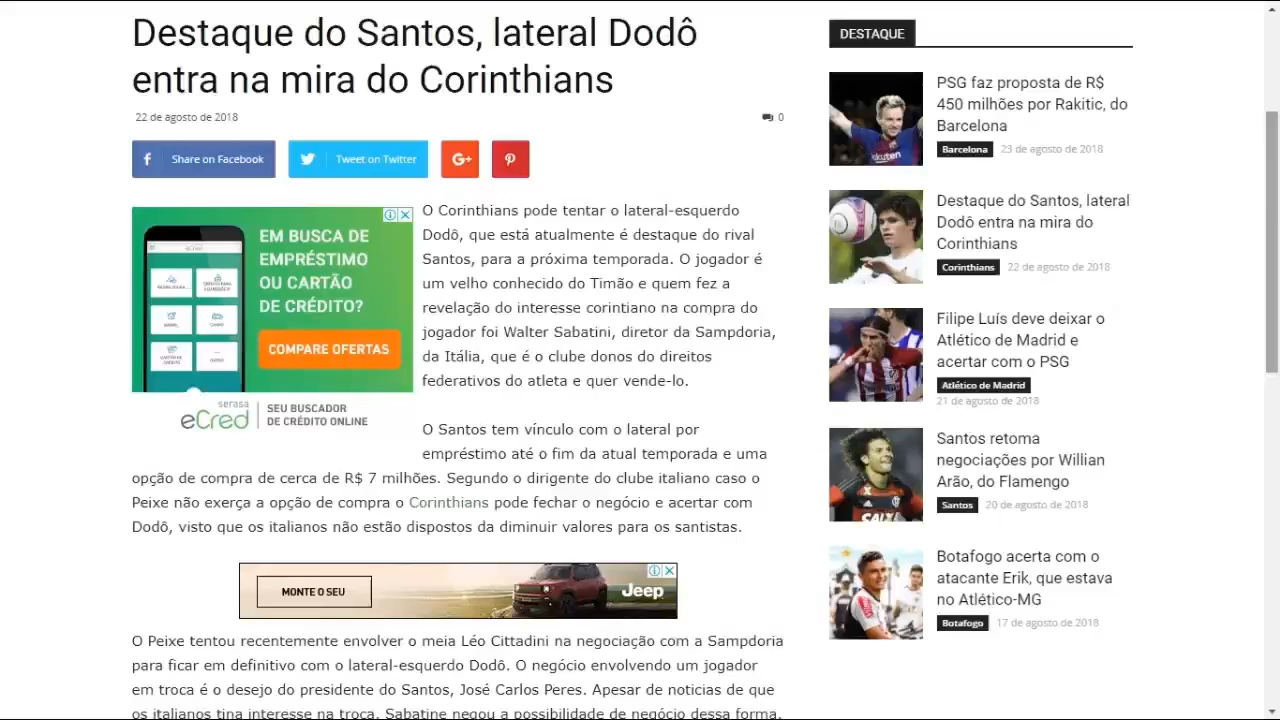 Destaque do Santos, lateral Dodô
entra na mira do Corinthians
22 de agosto de 2018
0
Share on Facebook
Tweet on Twitter
G+
EM BUSCA DE
EMPRÉSTIMO
OU CARTÃO
DE CRÉDITO?
COMPARE OFERTAS
serasa
eCred
SEU BUSCADOR
DE CRÉDITO ONLINE
O Corinthians pode tentar o lateral-esquerdo
Dodô, que está atualmente é destaque do rival
Santos, para a próxima temporada. O jogador é
um velho conhecido do Timão e quem fez a
revelação do interesse corintiano na compra do
jogador foi Walter Sabatini, diretor da Sampdoria,
da Itália, que é o clube donos do direitos
federativos do atleta e quer vende-lo.
O Santos tem vínculo com o lateral por
empréstimo até o fim da atual temporada e uma
opção de compra de cerca de R$ 7 milhões. Segundo o dirigente do clube italiano caso o
Peixe não exerça a opção de compra o Corinthians pode fechar o negócio e acertar com
Dodô, visto que os italianos não estão dispostos da diminuir valores para os santistas.
MONTE O SEU
Jeep
O Peixe tentou recentemente envolver o meia Léo Cittadini na negociação com a Sampdoria
para ficar em definitivo com o lateral-esquerdo Dodô. O negócio envolvendo um jogador
em troca é o desejo do presidente do Santos, José Carlos Peres. Apesar de noticias de que
os italianos tina interesse na troca, Sabatine negou a possibilidade de negócio dessa forma.
DESTAQUE
PSG faz proposta de R$
450 milhões por Rakitic, do
Barcelona
Barcelona 23 de agosto de 2018
Destaque do Santos, lateral
Dodô entra na mira do
Corinthians
Corinthians 22 de agosto de 2018
Filipe Luís deve deixar o
Atlético de Madrid e
acertar com o PSG
Atlético de Madrid
21 de agosto de 2018
Santos retoma
negociações por Willian
Arão, do Flamengo
Santos 20 de agosto de 2018
Botafogo acerta com o
atacante Erik, que estava
no Atlético-MG
Botafogo 17 de agosto de 2018